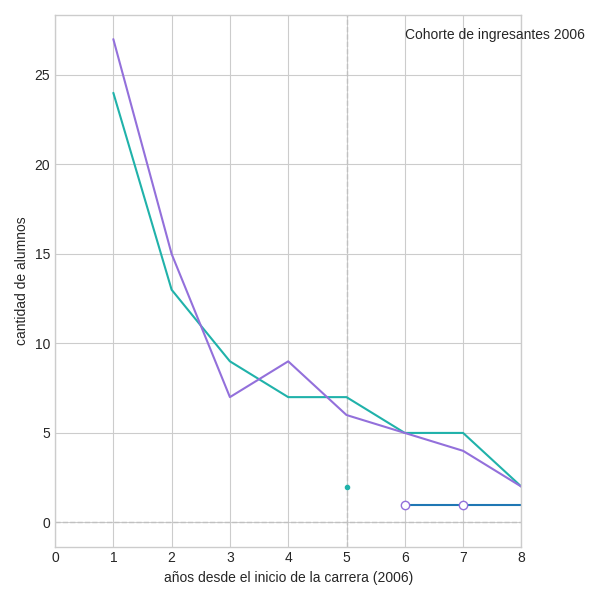 Cohorte de ingresantes 2006
25
20
15
10
5
0
cantidad de alumnos
0 1 2 3 4 5 6 7 8
años desde el inicio de la carrera (2006)